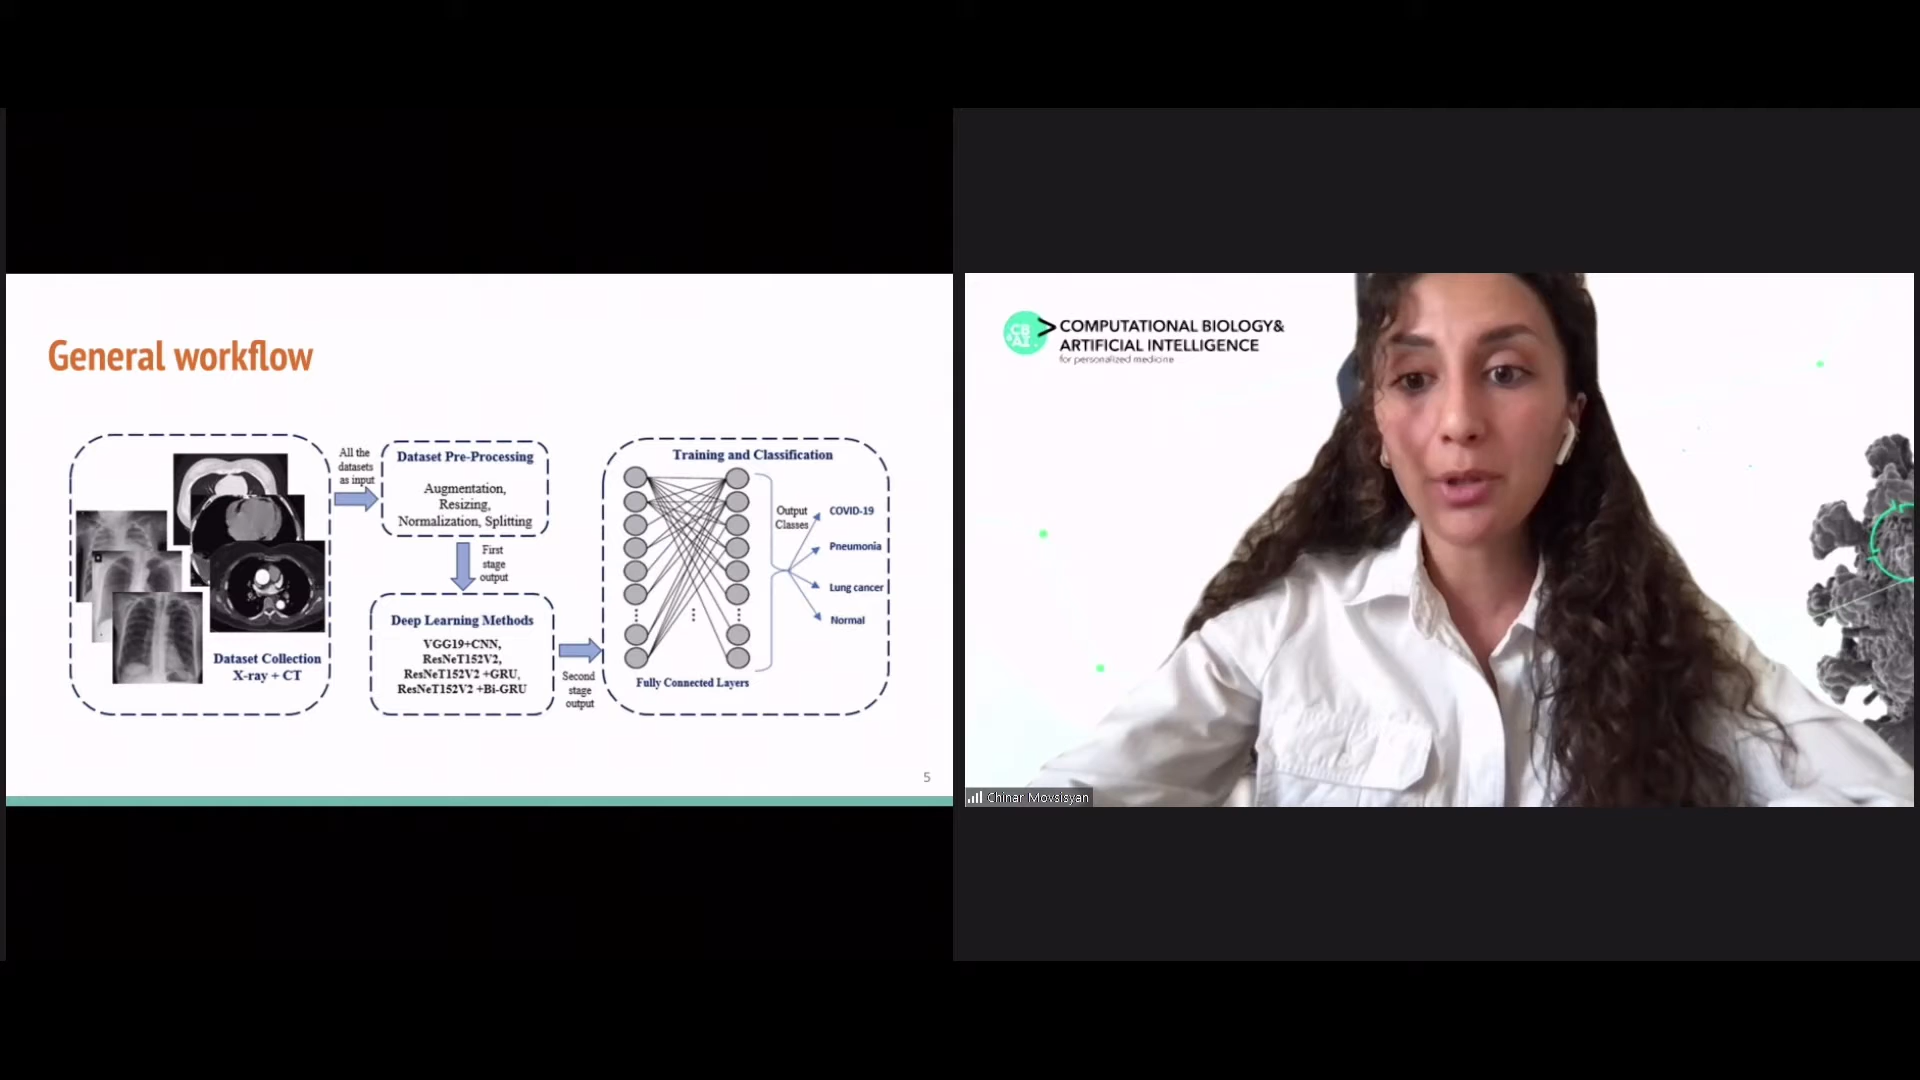 General workflow
All the
datasets
as input
Dataset Pre-Processing
Augmentation,
Resizing,
Normalization, Splitting
First
stage
output
Deep Learning Methods
VGG19+CNN,
ResNeT152V2,
ResNeT152V2 +GRU,
ResNeT152V2 +Bi-GRU
Dataset Collection
X-ray + CT
Second
stage
output
Training and Classification
Output
Classes
COVID-19
Pneumonia
Lung cancer
Normal
Fully Connected Layers
5
CB
&AI
COMPUTATIONAL BIOLOGY&
ARTIFICIAL INTELLIGENCE
for personalized medicine
Chinar Movsisyan